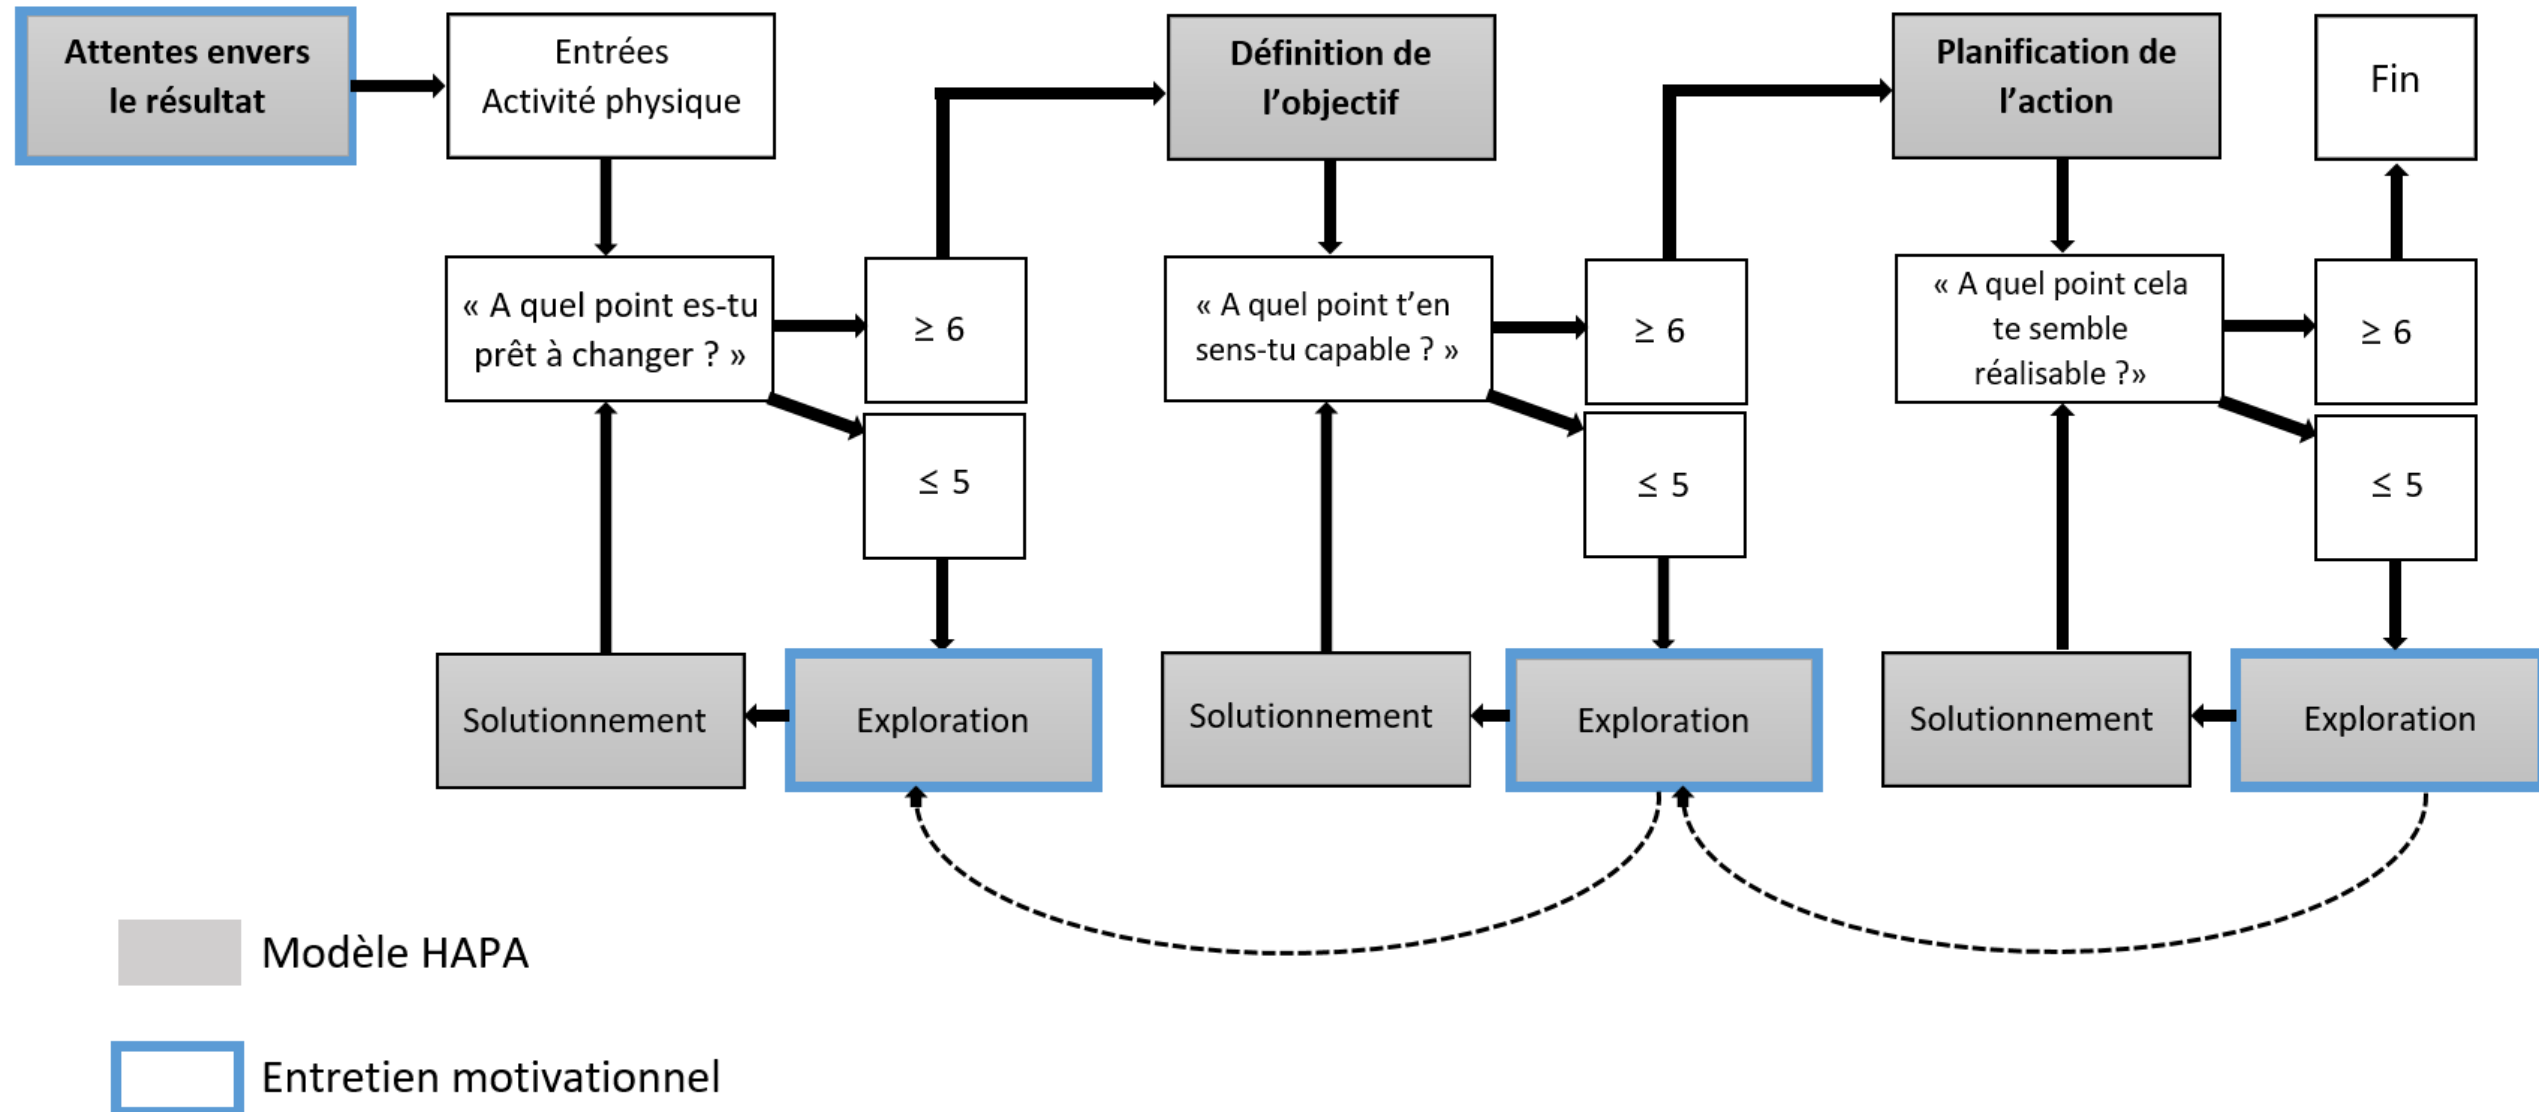 Attentes envers
le résultat
Entrées
Activité physique
Définition de
l’objectif
Planification de
l’action
Fin
« A quel point es-tu
prêt à changer ? »
≥ 6
≤ 5
« A quel point t’en
sens-tu capable ? »
≥ 6
≤ 5
« A quel point cela
te semble
réalisable ?»
≥ 6
≤ 5
Solutionnement
Exploration
Solutionnement
Exploration
Solutionnement
Exploration
Modèle HAPA
Entretien motivationnel